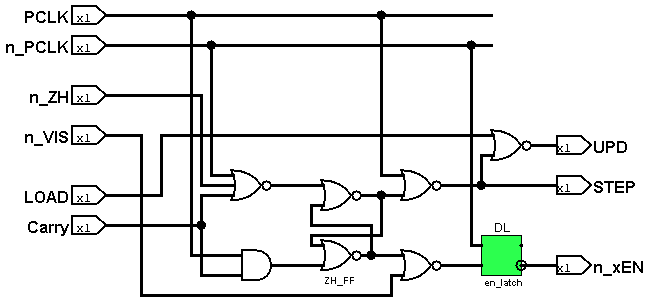 PCLK x1
n_PCLK x1
n_ZH x1
n_VIS x1
x1 UPD
LOAD x1
x1 STEP
Carry x1
DL
x1 n_xEN
ZH_FF
en_latch